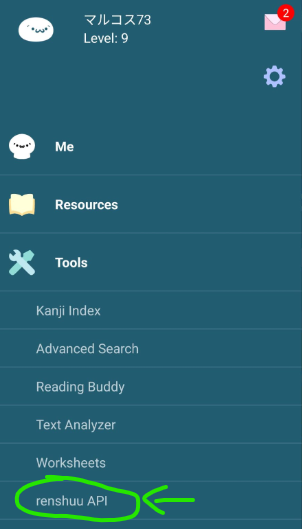 マルコス73
2
Level: 9
Me
Resources
Tools
Kanji Index
Advanced Search
Reading Buddy
Text Analyzer
Worksheets
renshuu API